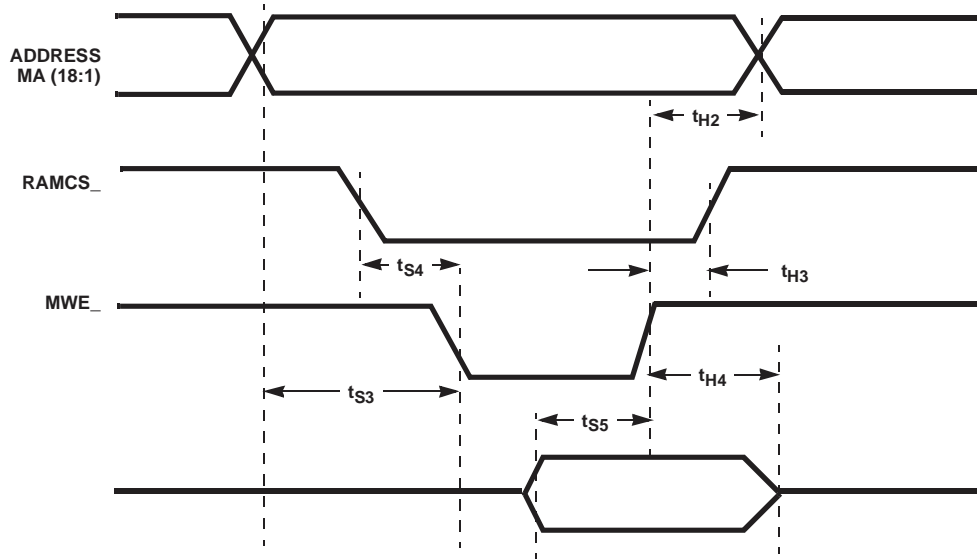 ADDRESS
MA (18:1)
tH2
RAMCS_
tS4
tH3
MWE_
tS3
tH4
tS5